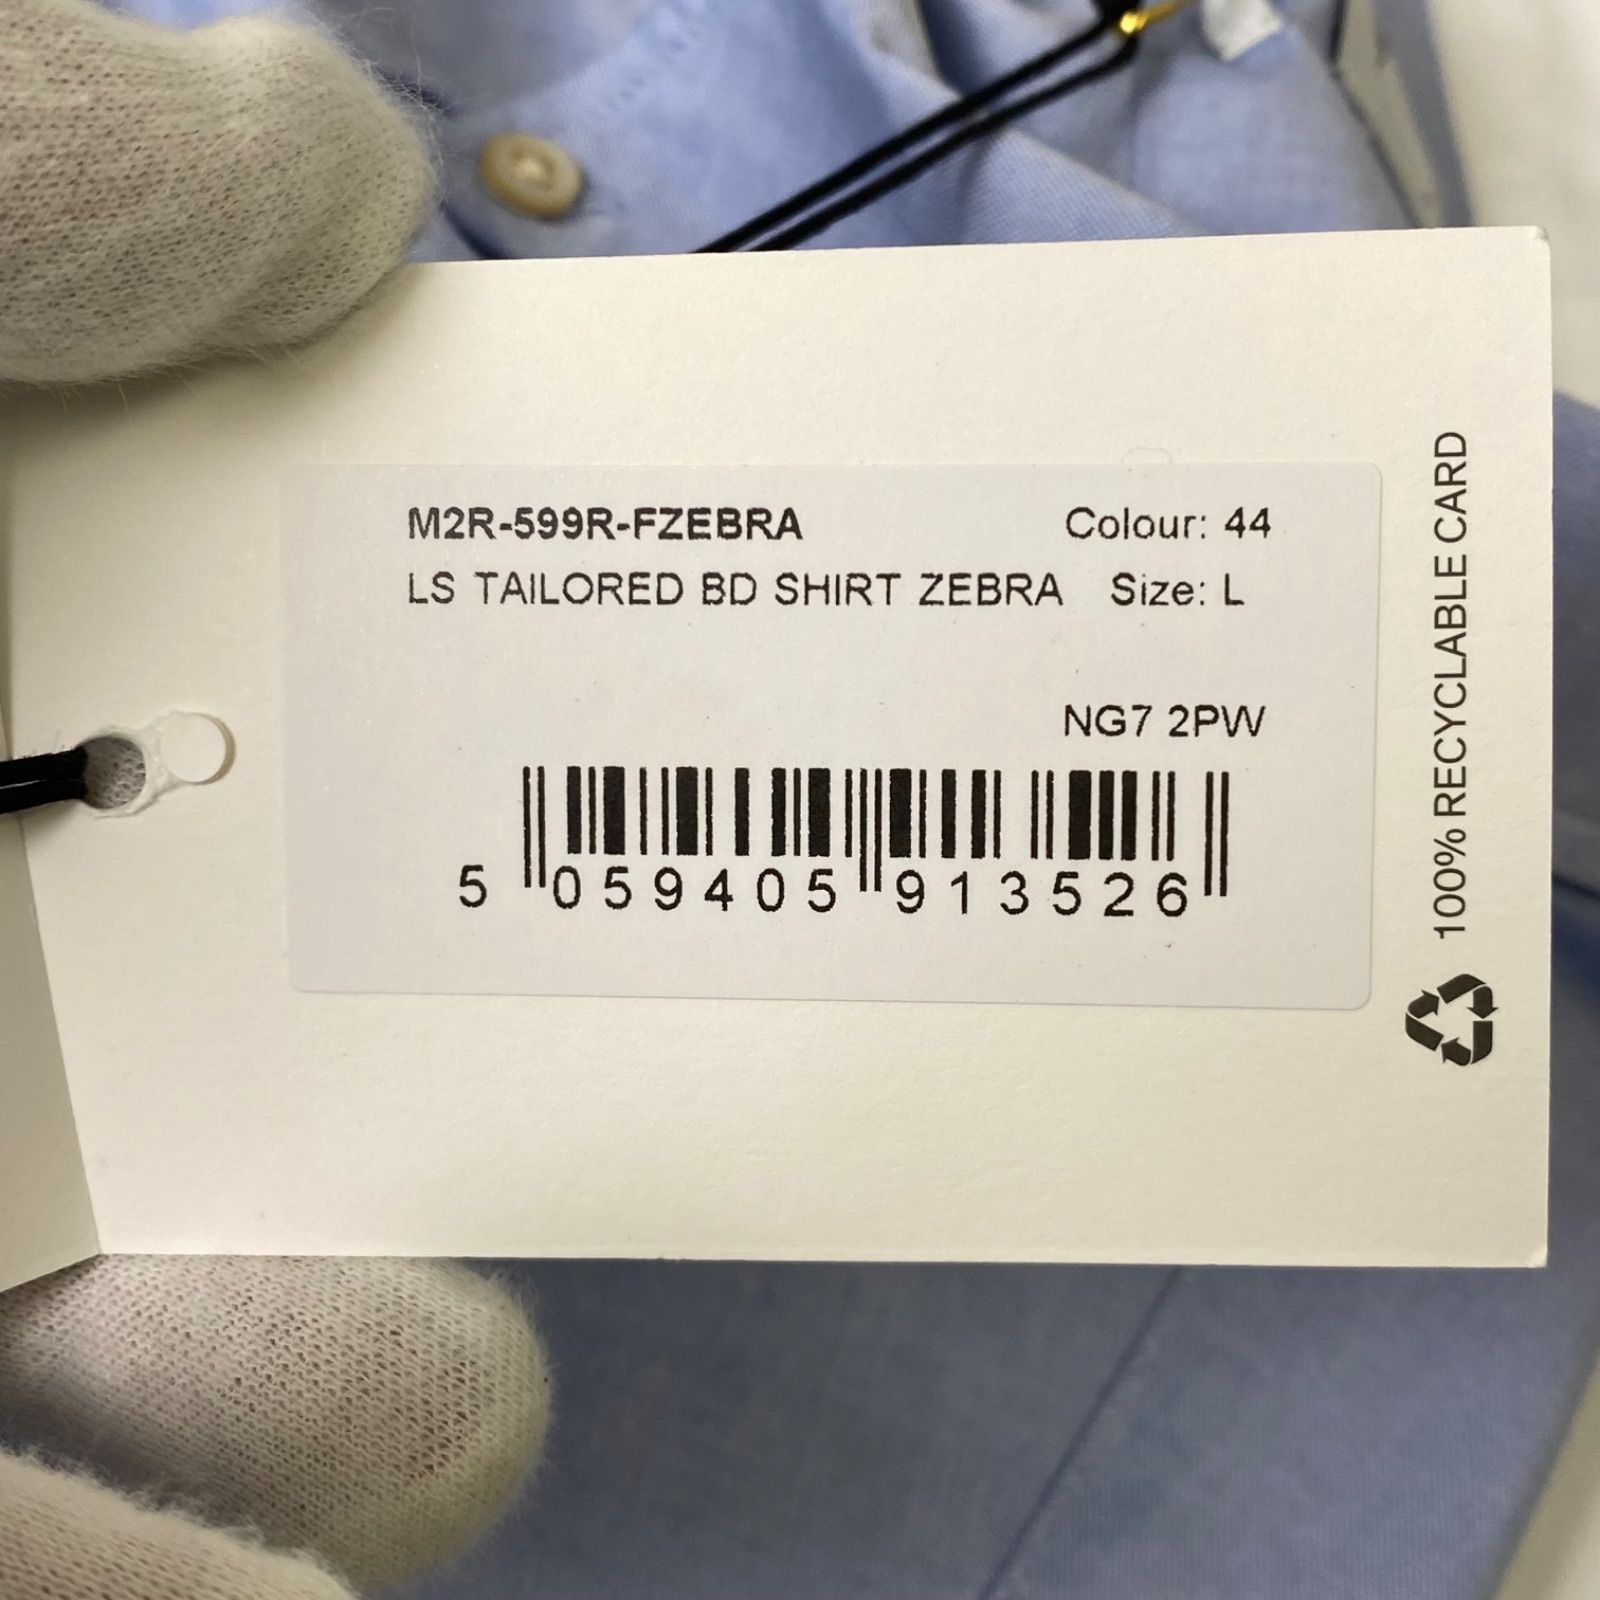 M2R-599R-FZEBRA Colour: 44
LS TAILORED BD SHIRT ZEBRA Size: L
NG7 2PW
5 059405 913526
100% RECYCLABLE CARD